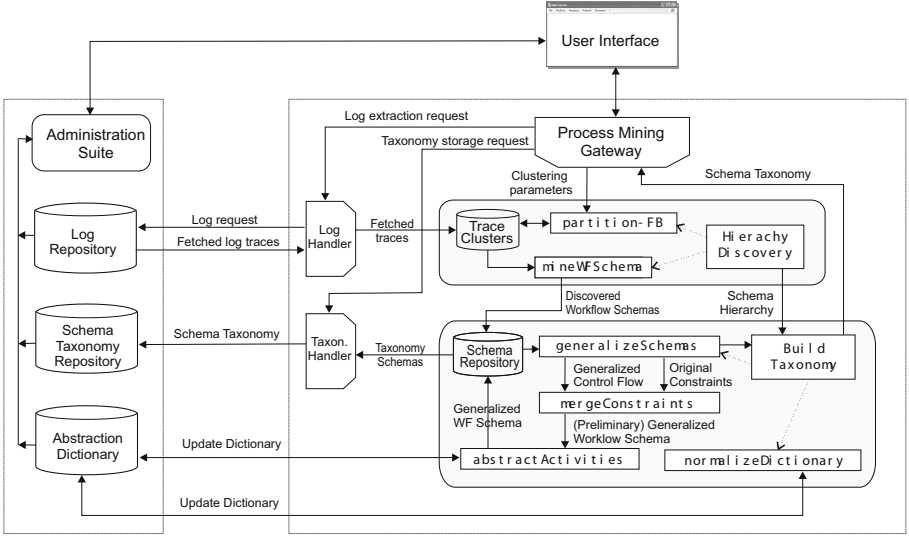 User Interface
Administration
Suite
Process Mining
Gateway
Log extraction request
Taxonomy storage request
Clustering
parameters
Schema Taxonomy
Log
Repository
Log request
Fetched log traces
Log
Handler
Fetched
traces
Trace
Clusters
partition-FB
Hierachy
Discovery
mineWFSchema
Discovered
Workflow Schemas
Schema
Hierarchy
Schema
Taxonomy
Repository
Schema Taxonomy
Taxon.
Handler
Taxonomy
Schemas
Schema
Repository
generalizeSchemas
Build
Taxonomy
Generalized
Control Flow
Original
Constraints
mergeConstraints
Generalized
WF Schema
(Preliminary) Generalized
Worklow Schema
Abstraction
Dictionary
Update Dictionary
abstractActivities
normalizeDictionary
Update Dictionary